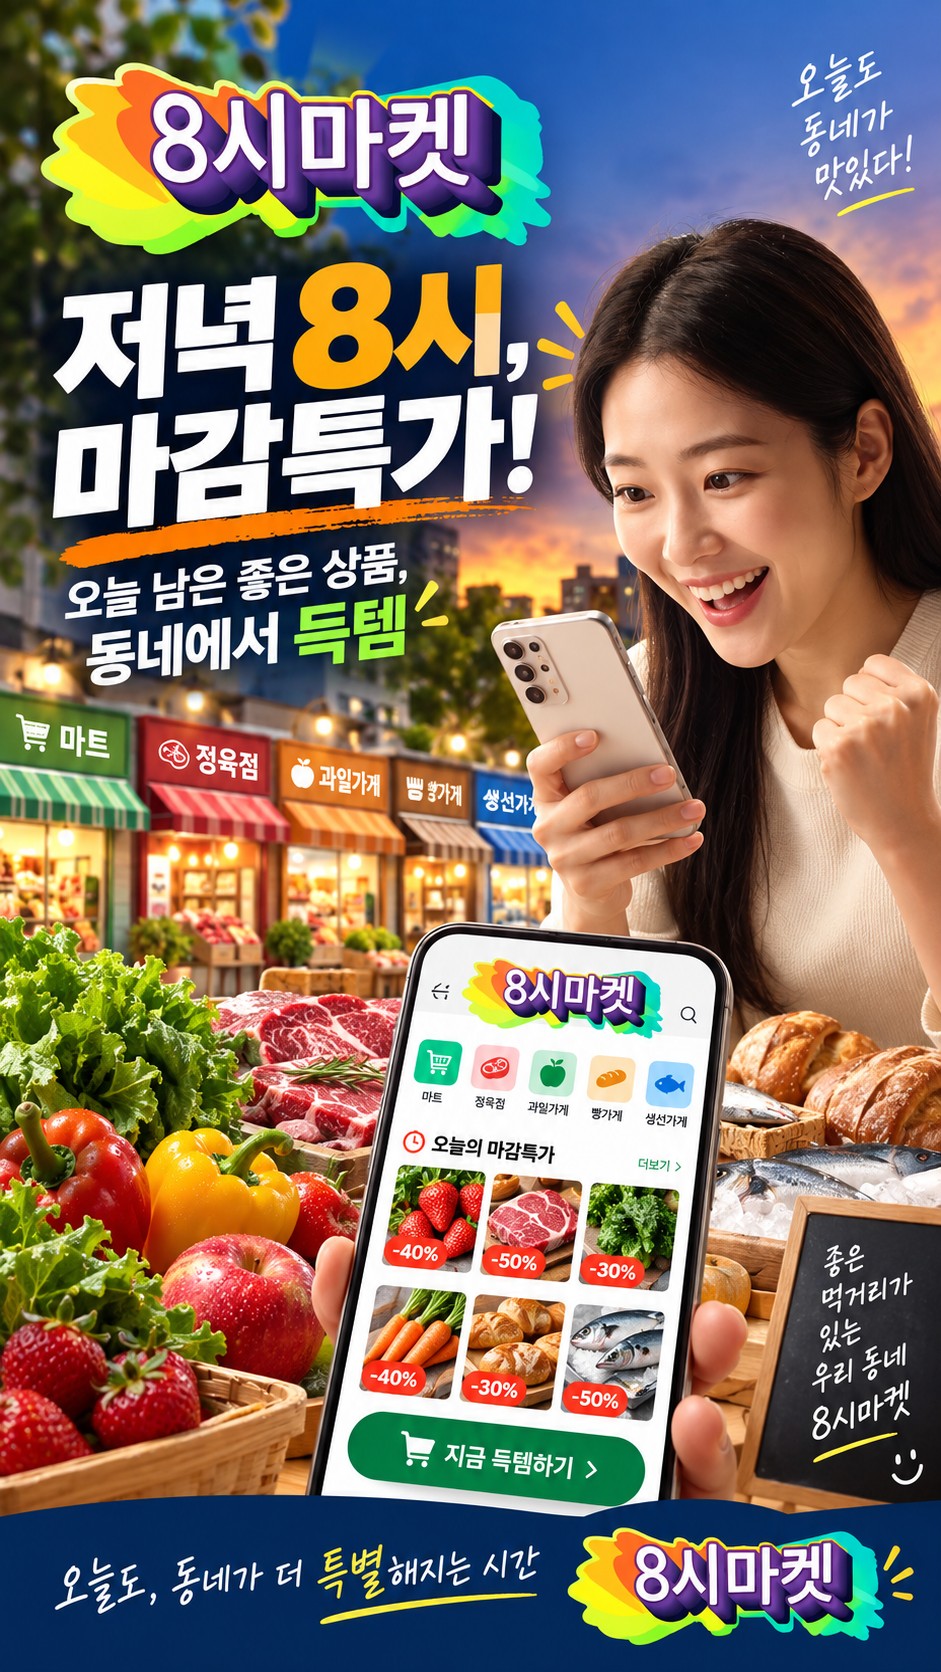 8시마켓
오늘도
동네가
맛있다!
저녁 8시,
마감특가!
오늘 남은 좋은 상품,
동네에서 득템
마트
정육점
과일가게
생선가게
8시마켓
마트
정육점
과일가게
빵가게
생선가게
오늘의 마감특가
더보기 >
-40%
-50%
-30%
-40%
-30%
-50%
지금 득템하기 >
좋은
먹거리가
있는
우리 동네
8시마켓
오늘도, 동네가 더 특별해지는 시간
8시마켓